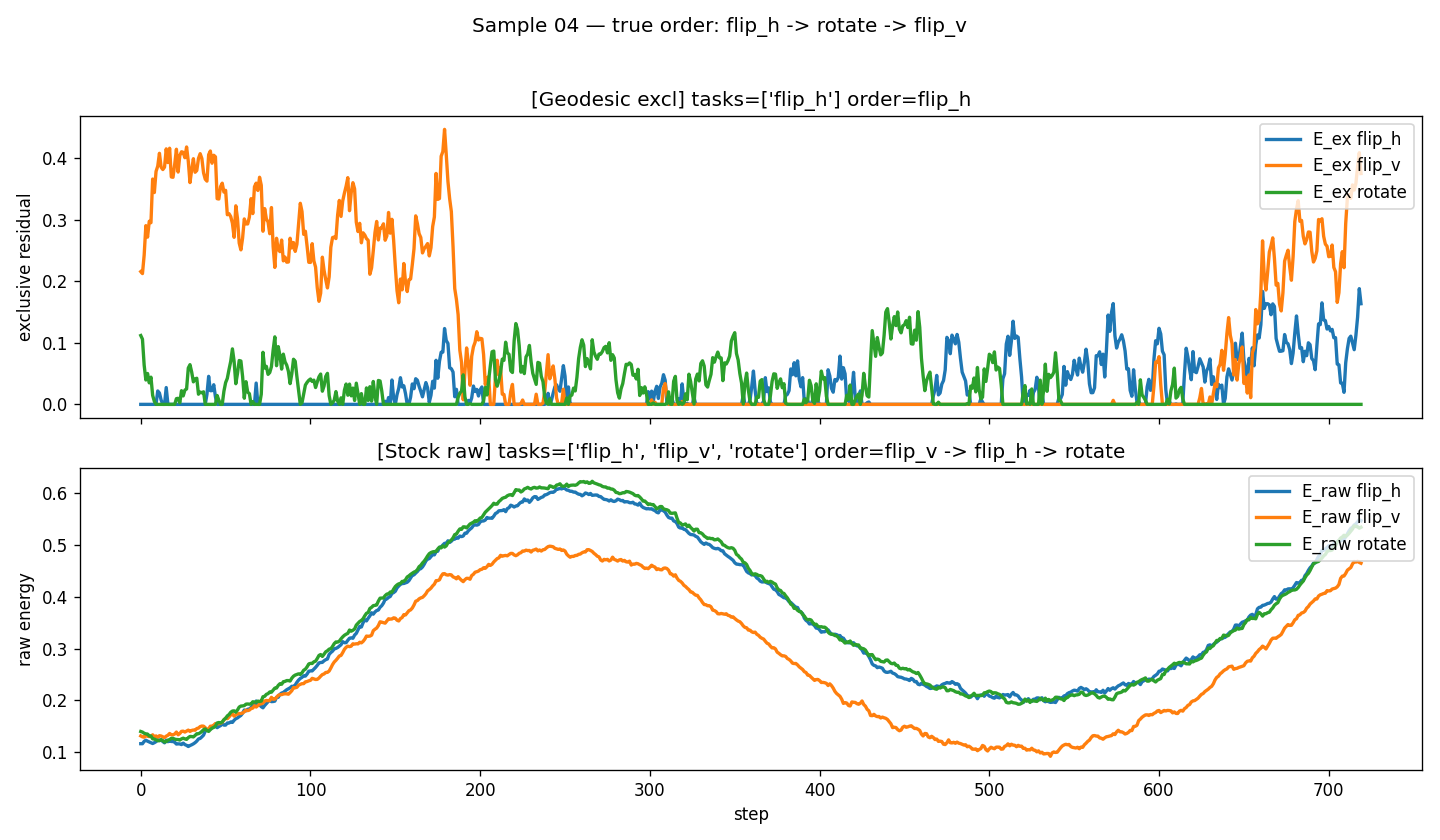 Sample 04 — true order: flip_h -> rotate -> flip_v
[Geodesic excl] tasks=['flip_h'] order=flip_h
exclusive residual
0.4
0.3
0.2
0.1
0.0
E_ex flip_h
E_ex flip_v
E_ex rotate
[Stock raw] tasks=['flip_h', 'flip_v', 'rotate'] order=flip_v -> flip_h -> rotate
raw energy
0.6
0.5
0.4
0.3
0.2
0.1
E_raw flip_h
E_raw flip_v
E_raw rotate
0 100 200 300 400 500 600 700
step